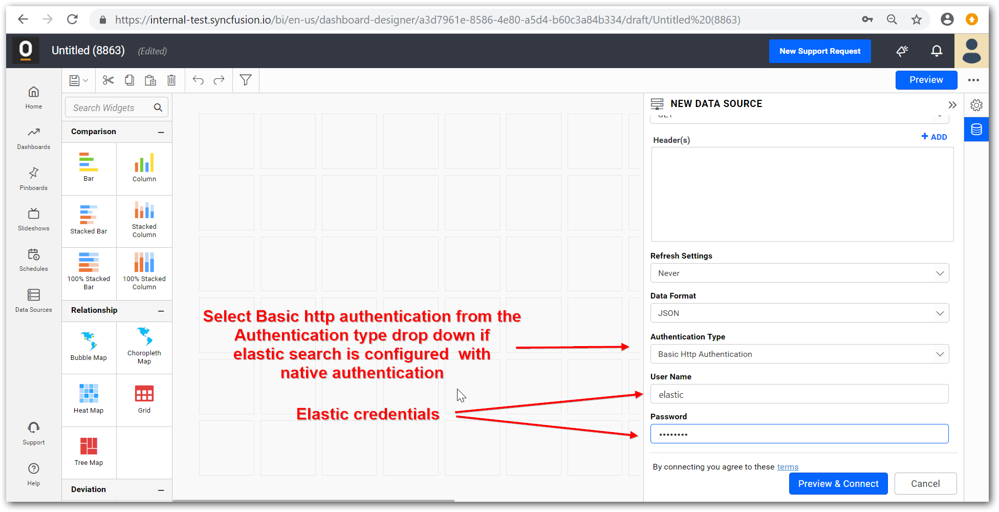 https://internal-test.syncfusion.io/bi/en-us/dashboard-designer/a3d7961e-8586-4e80-a5d4-b60c3a84b334/draft/Untitled%20(8863)
Untitled (8863)
(Edited)
New Support Request
Preview
Home
Dashboards
Pinboards
Slideshows
Schedules
Data Sources
Support
Help
Search Widgets
Comparison
Bar
Column
Stacked Bar
Stacked
Column
100% Stacked
Bar
100% Stacked
Column
Relationship
Bubble Map
Choropleth
Map
Heat Map
Grid
Tree Map
Deviation
Select Basic http authentication from the
Authentication type drop down if
elastic search is configured with
native authentication
Elastic credentials
NEW DATA SOURCE
GET
Header(s)
+ ADD
Refresh Settings
Never
Data Format
JSON
Authentication Type
Basic Http Authentication
User Name
elastic
Password
••••••••
By connecting you agree to these terms
Preview & Connect
Cancel